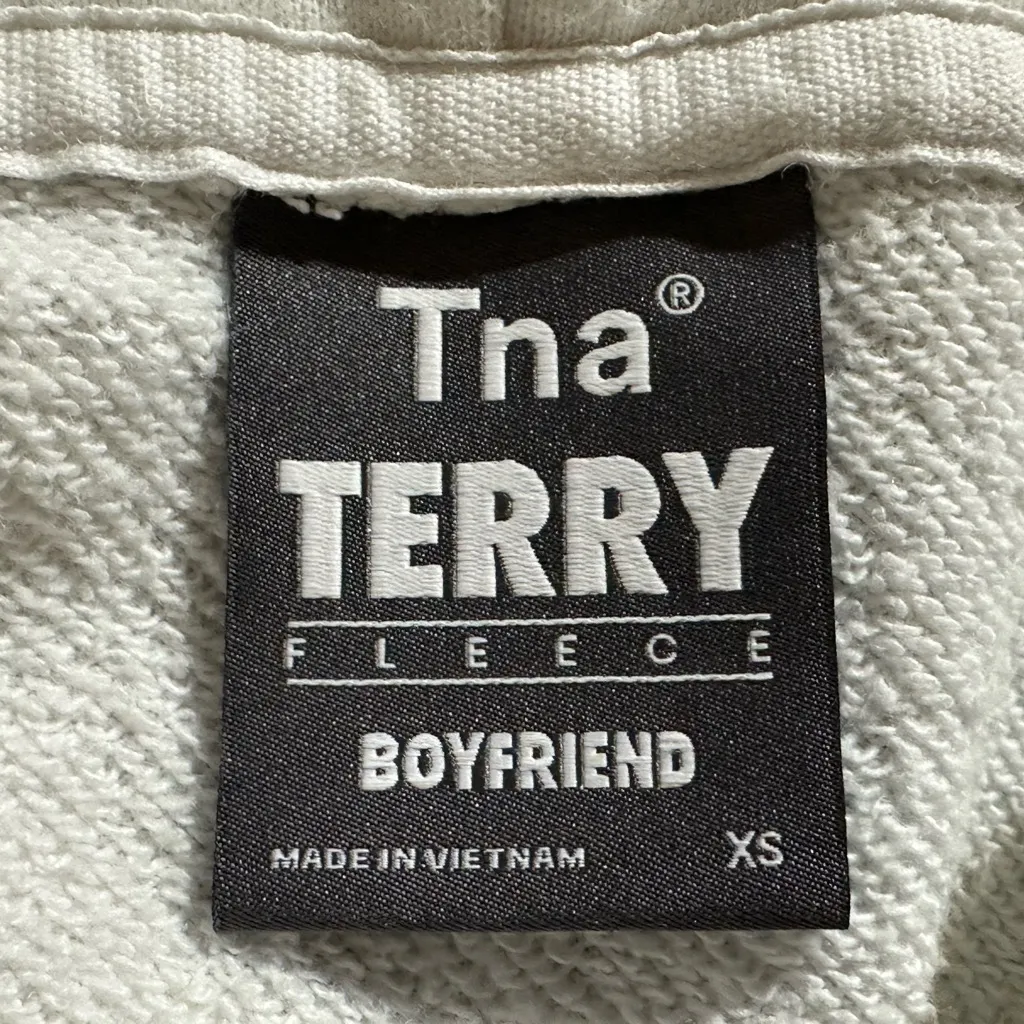 Tna®
TERRY
FLEECE
BOYFRIEND
MADE IN VIETNAM XS